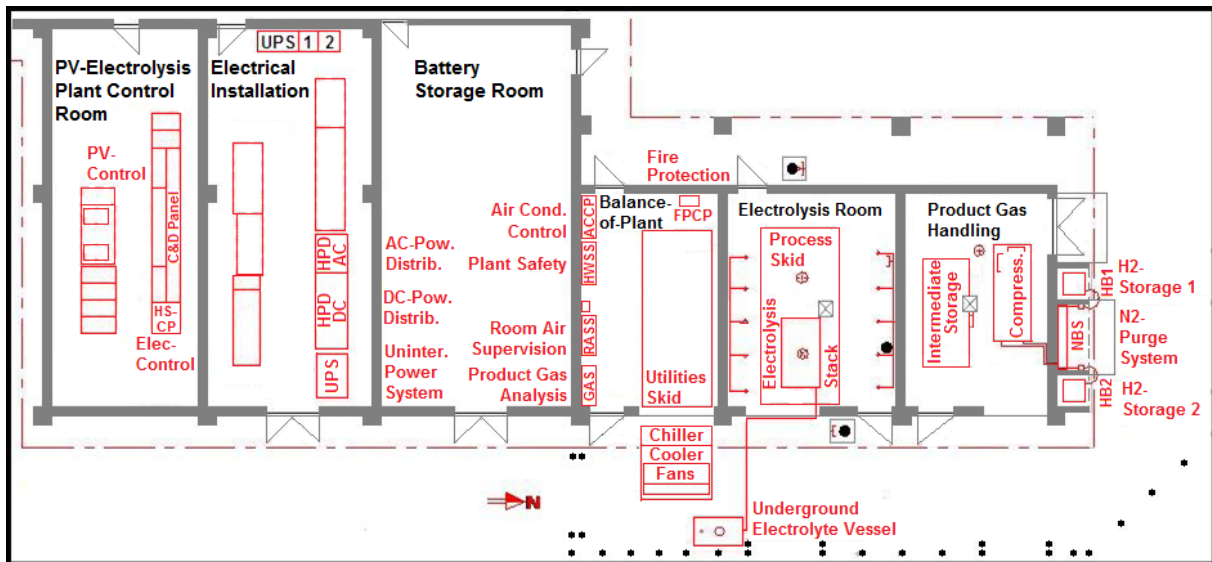 PV-Electrolysis
Plant Control
Room
PV-
Control
C&D Panel
HS-
CP
Elec-
Control
Electrical
Installation
UPS 1 2
HPD
AC
HPD
DC
UPS
Battery
Storage Room
AC-Pow.
Distrib.
DC-Pow.
Distrib.
Uninter.
Power
System
Air Cond.
Control
Plant Safety
Room Air
Supervision
Product Gas
Analysis
ACCP
HWSS
RASS
GAS
Fire
Protection
Balance-
of-Plant
FPCP
Utilities
Skid
Chiller
Cooler
Fans
Electrolysis Room
Process
Skid
Electrolysis
Stack
Underground
Electrolyte Vessel
Product Gas
Handling
Intermediate
Storage
Compress.
HB1
H2-
Storage 1
NBS
N2-
Purge
System
HB2
H2-
Storage 2
N